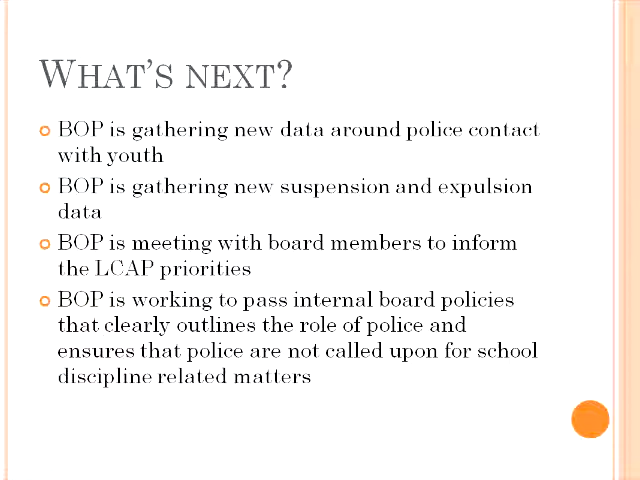 WHAT'S NEXT?
BOP is gathering new data around police contact
with youth
BOP is gathering new suspension and expulsion
data
BOP is meeting with board members to inform
the LCAP priorities
BOP is working to pass internal board policies
that clearly outlines the role of police and
ensures that police are not called upon for school
discipline related matters